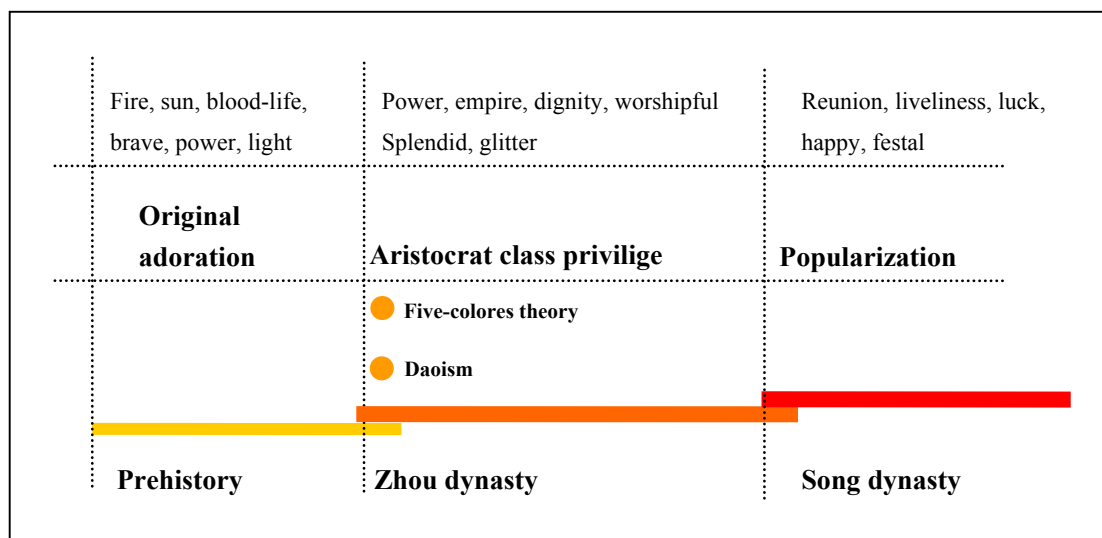 Fire, sun, blood-life,
brave, power, light
Power, empire, dignity, worshipful
Splendid, glitter
Reunion, liveliness, luck,
happy, festal
Original
adoration
Aristocrat class privilige
Popularization
Five-colores theory
Daoism
Prehistory
Zhou dynasty
Song dynasty